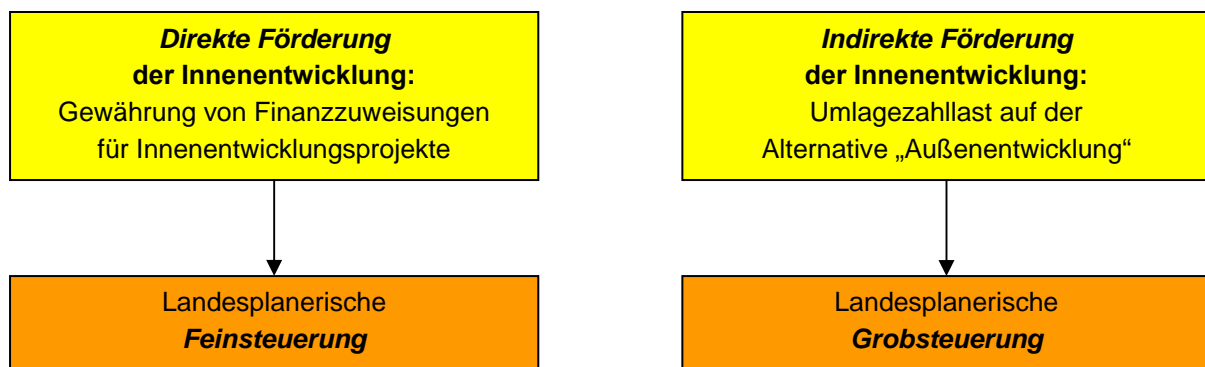 Direkte Förderung
der Innenentwicklung:
Gewährung von Finanzzuweisungen
für Innenentwicklungsprojekte
Indirekte Förderung
der Innenentwicklung:
Umlagezahllast auf der
Alternative „Außenentwicklung“
Landesplanerische
Feinsteuerung
Landesplanerische
Grobsteuerung